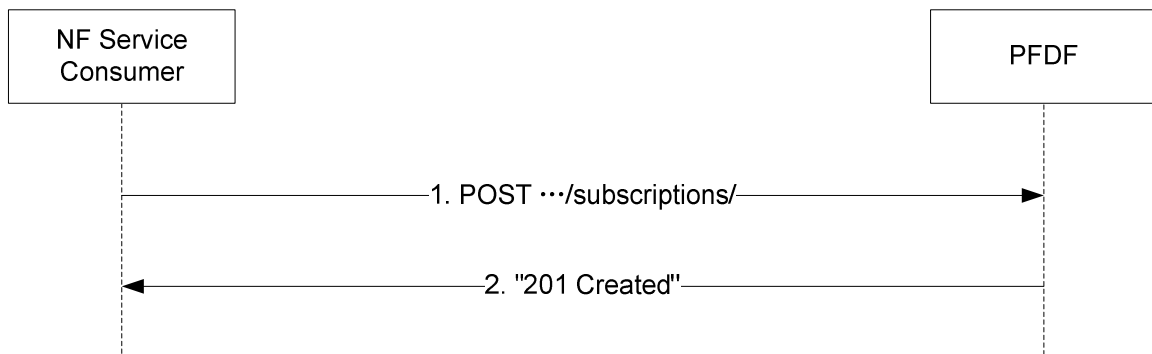 NF Service
Consumer
PFDF
1. POST ···/subscriptions/
2. "201 Created"